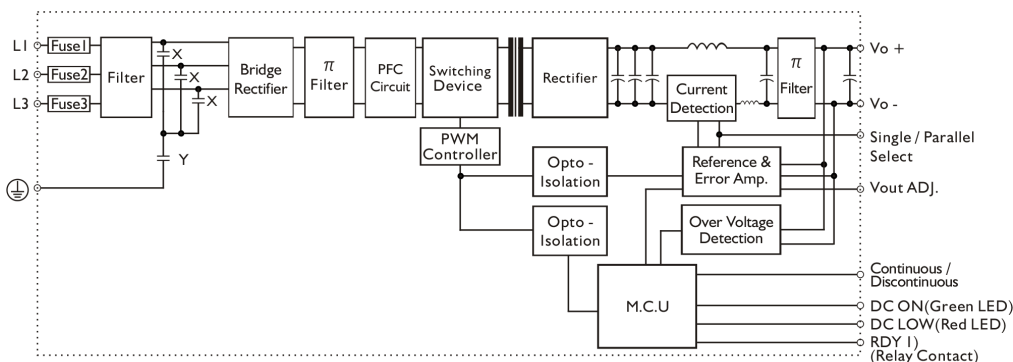 L1
Fuse1
L2
Fuse2
L3
Fuse3
Filter
X
X
X
Y
Bridge
Rectifier
π
Filter
PFC
Circuit
Switching
Device
PWM
Controller
Rectifier
Current
Detection
π
Filter
Vo +
Vo -
Single / Parallel
Select
Opto -
Isolation
Reference &
Error Amp.
Vout ADJ.
Opto -
Isolation
Over Voltage
Detection
M.C.U
Continuous /
Discontinuous
DC ON(Green LED)
DC LOW(Red LED)
RDY 1)
(Relay Contact)